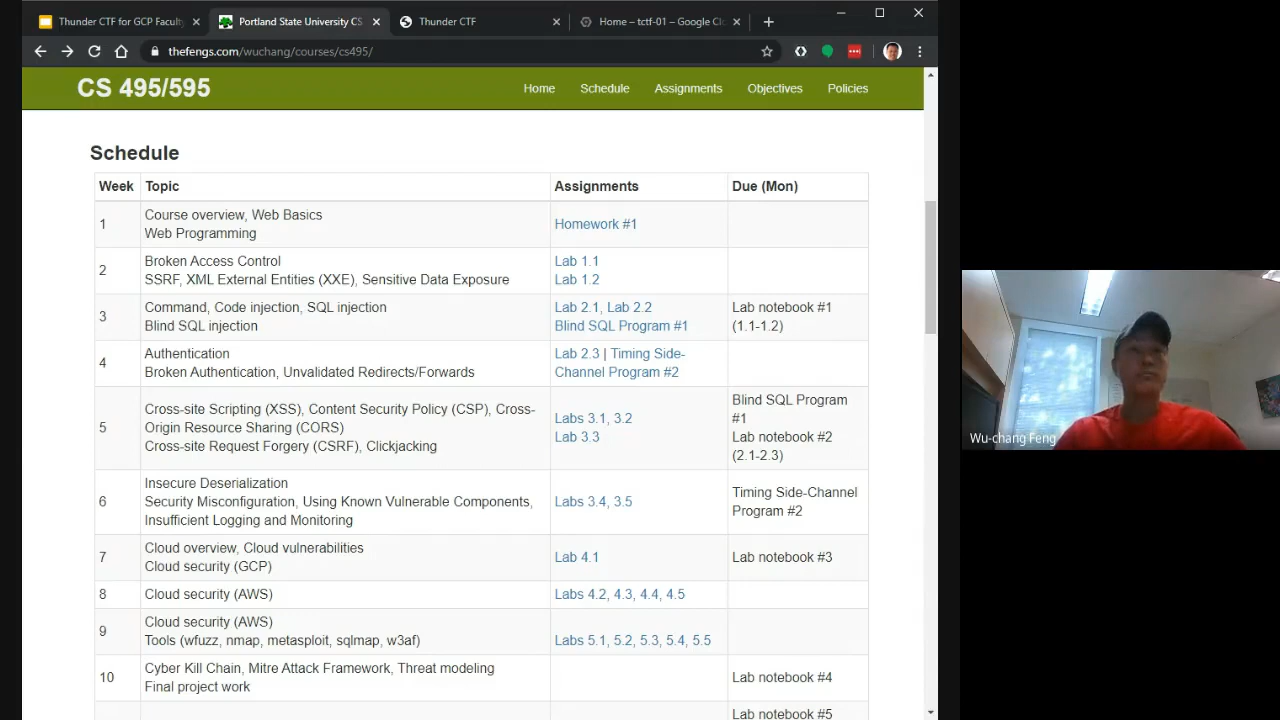 Thunder CTF for GCP Faculty
Portland State University CS
Thunder CTF
Home – tctf-01 – Google Clo
thefengs.com/wuchang/courses/cs495/
CS 495/595
Home
Schedule
Assignments
Objectives
Policies
Schedule
Week Topic Assignments Due (Mon)
1
Course overview, Web Basics
Web Programming
Homework #1
2
Broken Access Control
SSRF, XML External Entities (XXE), Sensitive Data Exposure
Lab 1.1
Lab 1.2
3
Command, Code injection, SQL injection
Blind SQL injection
Lab 2.1, Lab 2.2
Blind SQL Program #1
Lab notebook #1
(1.1-1.2)
4
Authentication
Broken Authentication, Unvalidated Redirects/Forwards
Lab 2.3 | Timing Side-
Channel Program #2
5
Cross-site Scripting (XSS), Content Security Policy (CSP), Cross-
Origin Resource Sharing (CORS)
Cross-site Request Forgery (CSRF), Clickjacking
Labs 3.1, 3.2
Lab 3.3
Blind SQL Program
#1
Lab notebook #2
(2.1-2.3)
6
Insecure Deserialization
Security Misconfiguration, Using Known Vulnerable Components,
Insufficient Logging and Monitoring
Labs 3.4, 3.5
Timing Side-Channel
Program #2
7
Cloud overview, Cloud vulnerabilities
Cloud security (GCP)
Lab 4.1
Lab notebook #3
8
Cloud security (AWS)
Labs 4.2, 4.3, 4.4, 4.5
9
Cloud security (AWS)
Tools (wfuzz, nmap, metasploit, sqlmap, w3af)
Labs 5.1, 5.2, 5.3, 5.4, 5.5
10
Cyber Kill Chain, Mitre Attack Framework, Threat modeling
Final project work
Lab notebook #4
Lab notebook #5
Wu-chang Feng